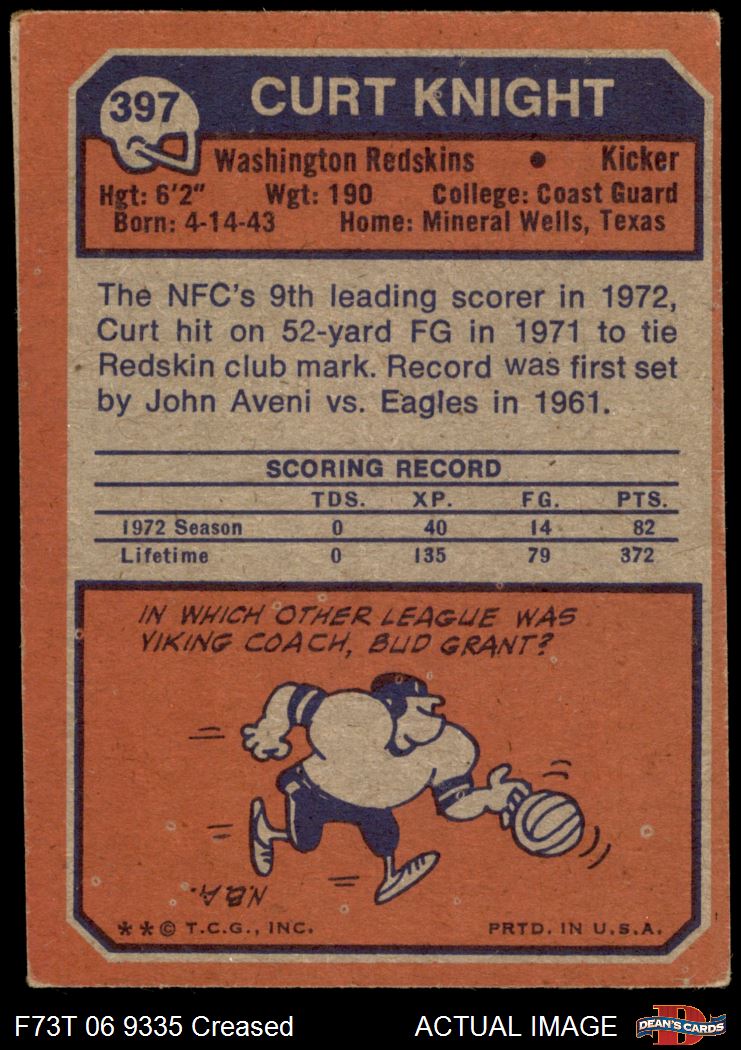 397
CURT KNIGHT
Washington Redskins • Kicker
Hgt: 6'2" Wgt: 190 College: Coast Guard
Born: 4-14-43 Home: Mineral Wells, Texas
The NFC's 9th leading scorer in 1972,
Curt hit on 52-yard FG in 1971 to tie
Redskin club mark. Record was first set
by John Aveni vs. Eagles in 1961.
SCORING RECORD
TDS. XP. FG. PTS.
1972 Season 0 40 14 82
Lifetime 0 135 79 372
IN WHICH OTHER LEAGUE WAS
VIKING COACH, BUD GRANT?
N.B.A.
**© T.C.G., INC. PRTD. IN U.S.A.
F73T 06 9335 Creased ACTUAL IMAGE
D
DEAN'S CARDS